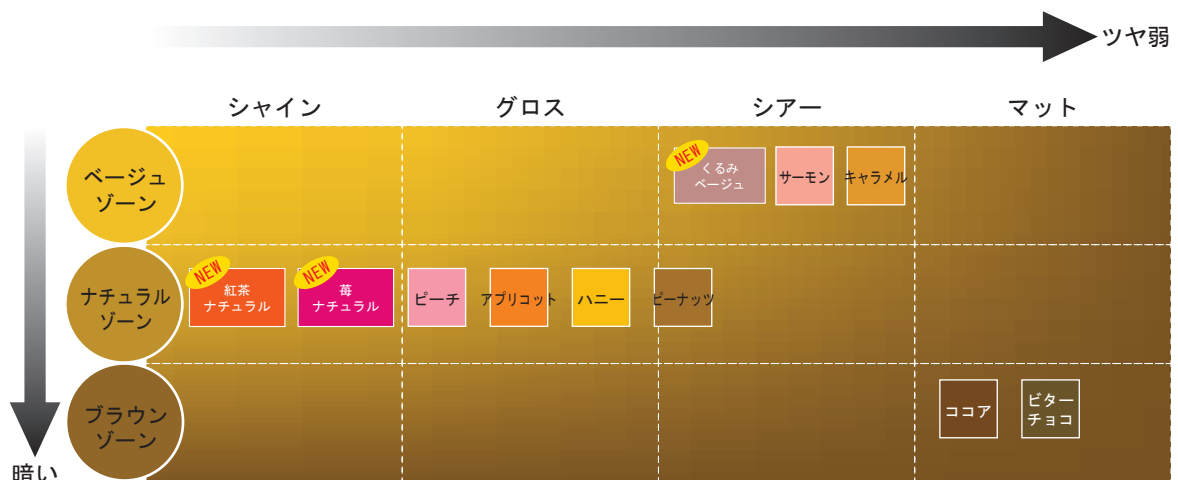 ツヤ弱
シャイン
グロス
シアー
マット
ベージュ
ゾーン
NEW
くるみ
ベージュ
サーモン
キャラメル
ナチュラル
ゾーン
NEW
紅茶
ナチュラル
NEW
苺
ナチュラル
ピーチ
アプリコット
ハニー
ピーナッツ
ブラウン
ゾーン
ココア
ビター
チョコ
暗い